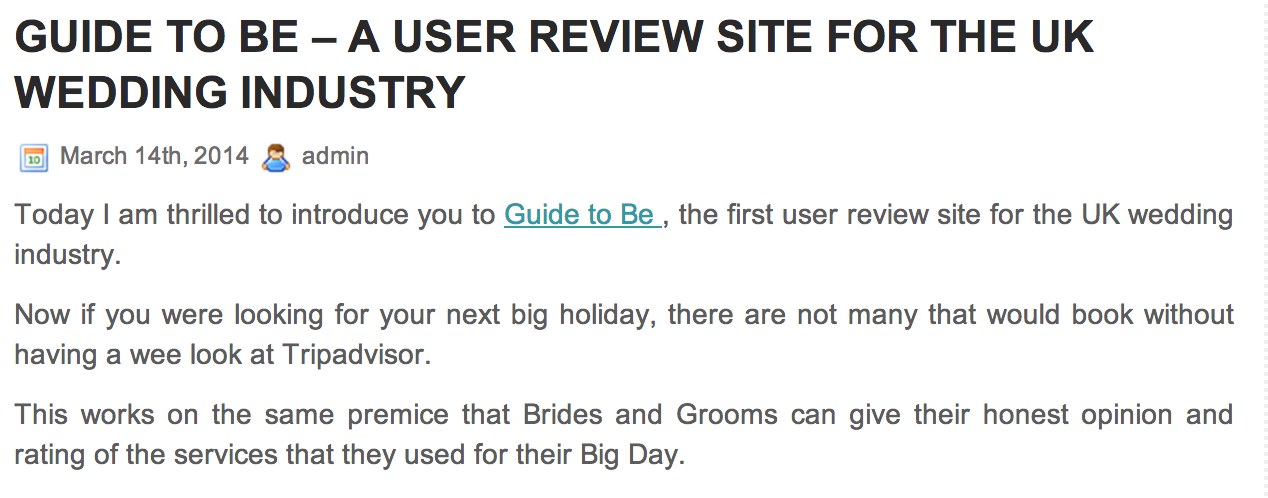 GUIDE TO BE – A USER REVIEW SITE FOR THE UK
WEDDING INDUSTRY
10 March 14th, 2014 admin
Today I am thrilled to introduce you to Guide to Be , the first user review site for the UK wedding
industry.
Now if you were looking for your next big holiday, there are not many that would book without
having a wee look at Tripadvisor.
This works on the same premice that Brides and Grooms can give their honest opinion and
rating of the services that they used for their Big Day.